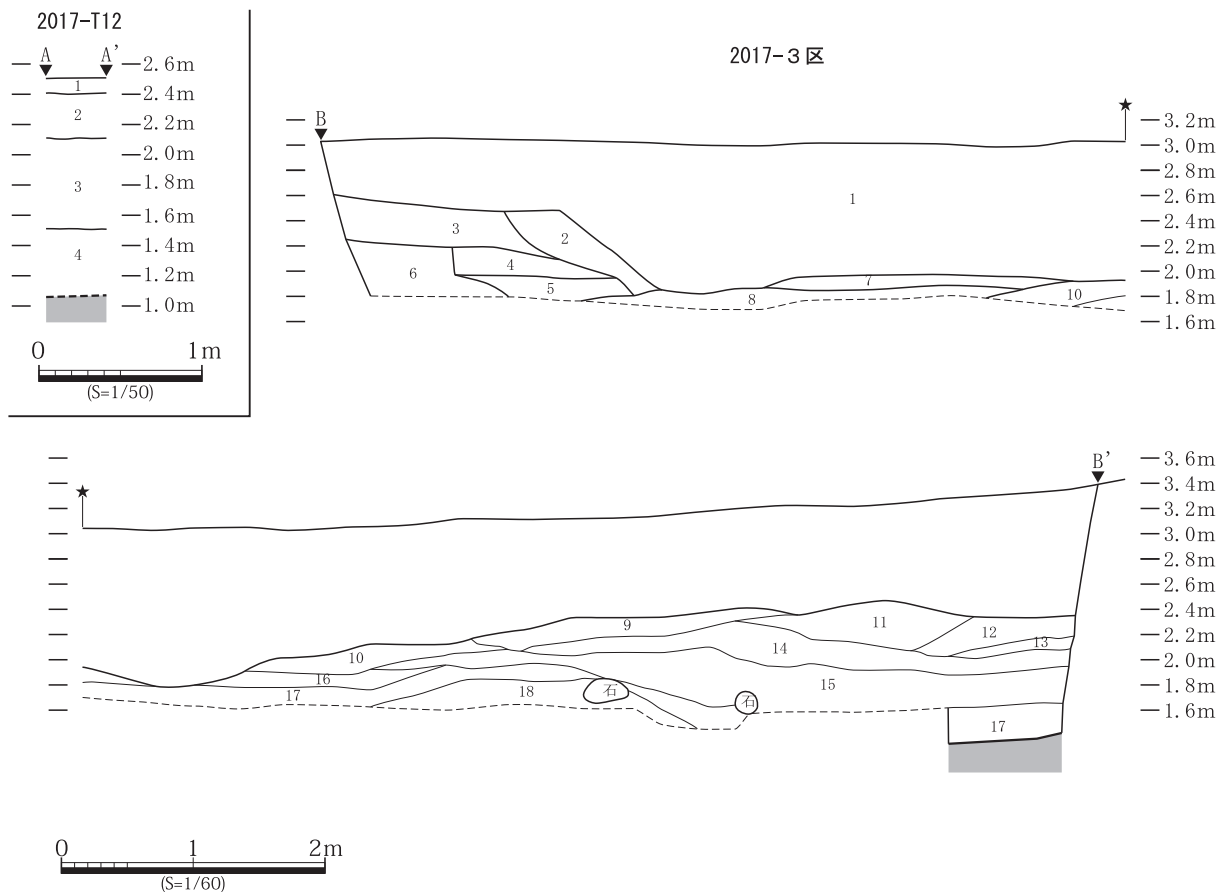 2017-T12
A A'
2.6m
1
2.4m
2
2.2m
2.0m
3
1.8m
1.6m
4
1.4m
1.2m
1.0m
0 1m
(S=1/50)
2017-3区
B ★
3.2m
3.0m
2.8m
2.6m
2.4m
2.2m
2.0m
1.8m
1.6m
1
3 2
6 4
5 8 7 10
★ B'
3.6m
3.4m
3.2m
3.0m
2.8m
2.6m
2.4m
2.2m
2.0m
1.8m
1.6m
9 11 12 13
10 14
16 15
17 18 石 石
17
0 1 2m
(S=1/60)